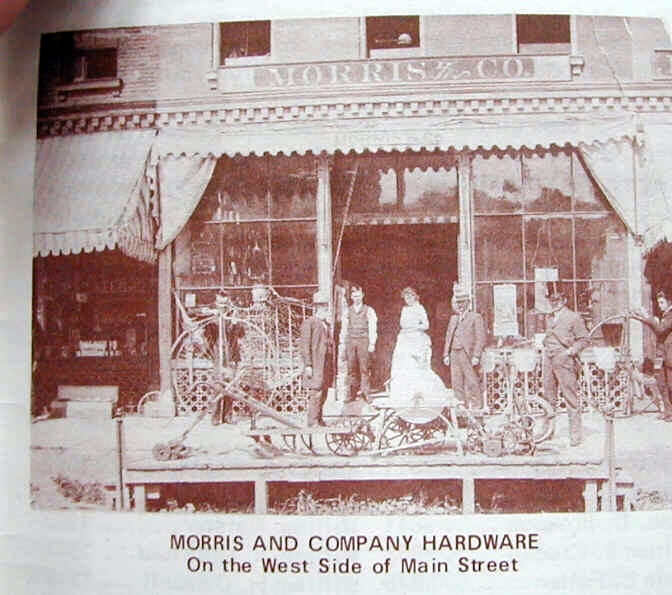 MORRIS & CO.
MORRIS AND COMPANY HARDWARE
On the West Side of Main Street